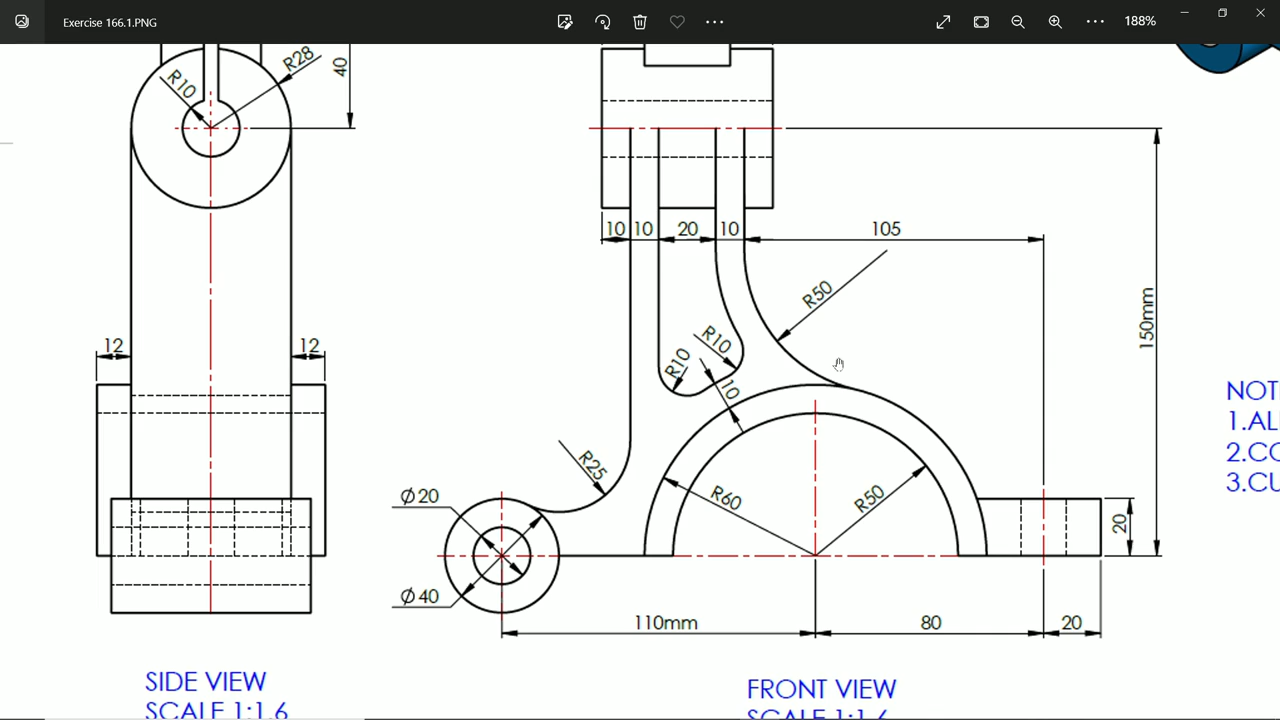 Exercise 166.1.PNG
188%
R28
R10
40
10 10 20 10 105
R50
150mm
12 12
R10
R10
10
R25
Ø20
R60
R50
20
Ø40
110mm 80 20
NOT
1.AL
2.CO
3.CU
SIDE VIEW
SCALE 1:1.6
FRONT VIEW
SCALE 1:1.6